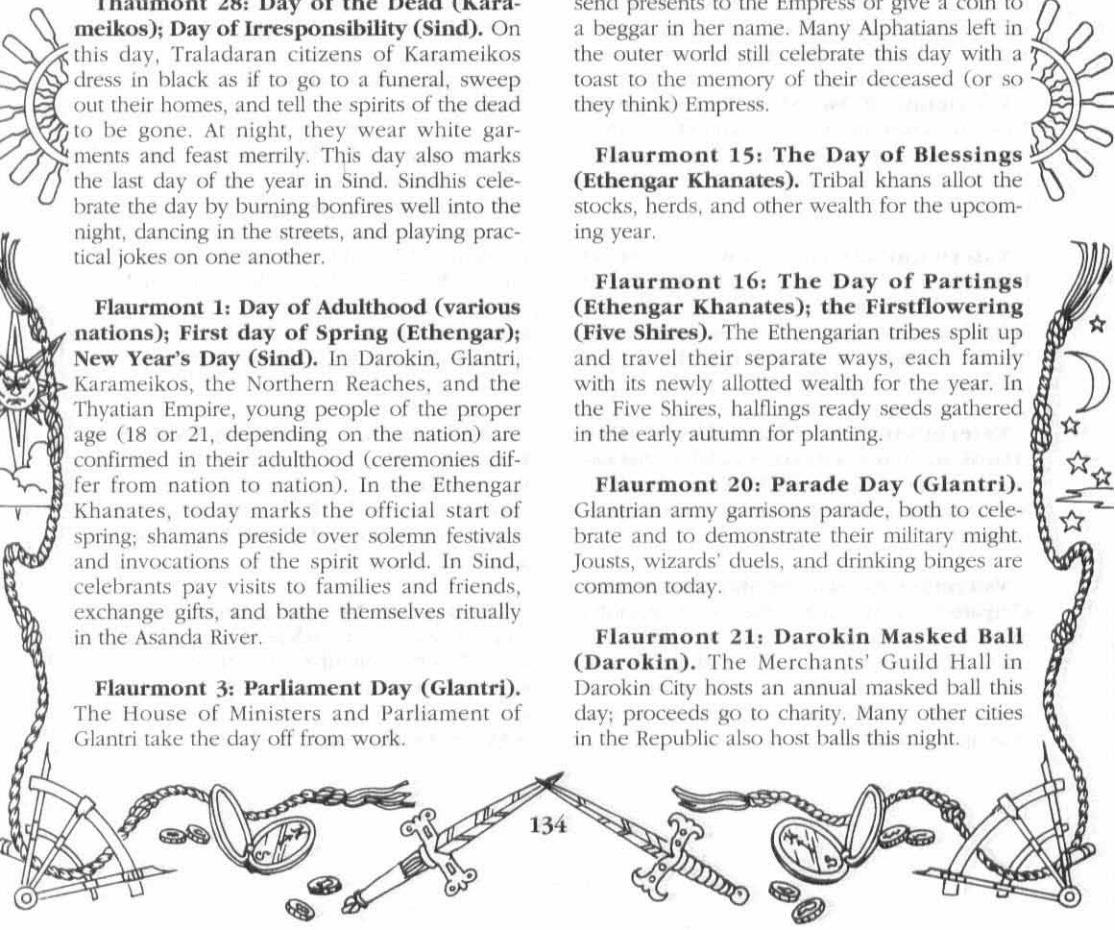 Thaumont 28: Day of the Dead (Kara-
meikos); Day of Irresponsibility (Sind). On
this day, Traladaran citizens of Karameikos
dress in black as if to go to a funeral, sweep
out their homes, and tell the spirits of the dead
to be gone. At night, they wear white gar-
ments and feast merrily. This day also marks
the last day of the year in Sind. Sindhis cele-
brate the day by burning bonfires well into the
night, dancing in the streets, and playing prac-
tical jokes on one another.
Flaurmont 1: Day of Adulthood (various
nations); First day of Spring (Ethengar);
New Year's Day (Sind). In Darokin, Glantri,
Karameikos, the Northern Reaches, and the
Thyatian Empire, young people of the proper
age (18 or 21, depending on the nation) are
confirmed in their adulthood (ceremonies dif-
fer from nation to nation). In the Ethengar
Khanates, today marks the official start of
spring; shamans preside over solemn festivals
and invocations of the spirit world. In Sind,
celebrants pay visits to families and friends,
exchange gifts, and bathe themselves ritually
in the Asanda River.
Flaurmont 3: Parliament Day (Glantri).
The House of Ministers and Parliament of
Glantri take the day off from work.
send presents to the Empress or give a coin to
a beggar in her name. Many Alphatians left in
the outer world still celebrate this day with a
toast to the memory of their deceased (or so
they think) Empress.
Flaurmont 15: The Day of Blessings
(Ethengar Khanates). Tribal khans allot the
stocks, herds, and other wealth for the upcom-
ing year.
Flaurmont 16: The Day of Partings
(Ethengar Khanates); the Firstflowering
(Five Shires). The Ethengarian tribes split up
and travel their separate ways, each family
with its newly allotted wealth for the year. In
the Five Shires, halflings ready seeds gathered
in the early autumn for planting.
Flaurmont 20: Parade Day (Glantri).
Glantrian army garrisons parade, both to cele-
brate and to demonstrate their military might.
Jousts, wizards' duels, and drinking binges are
common today.
Flaurmont 21: Darokin Masked Ball
(Darokin). The Merchants' Guild Hall in
Darokin City hosts an annual masked ball this
day; proceeds go to charity. Many other cities
in the Republic also host balls this night.
134